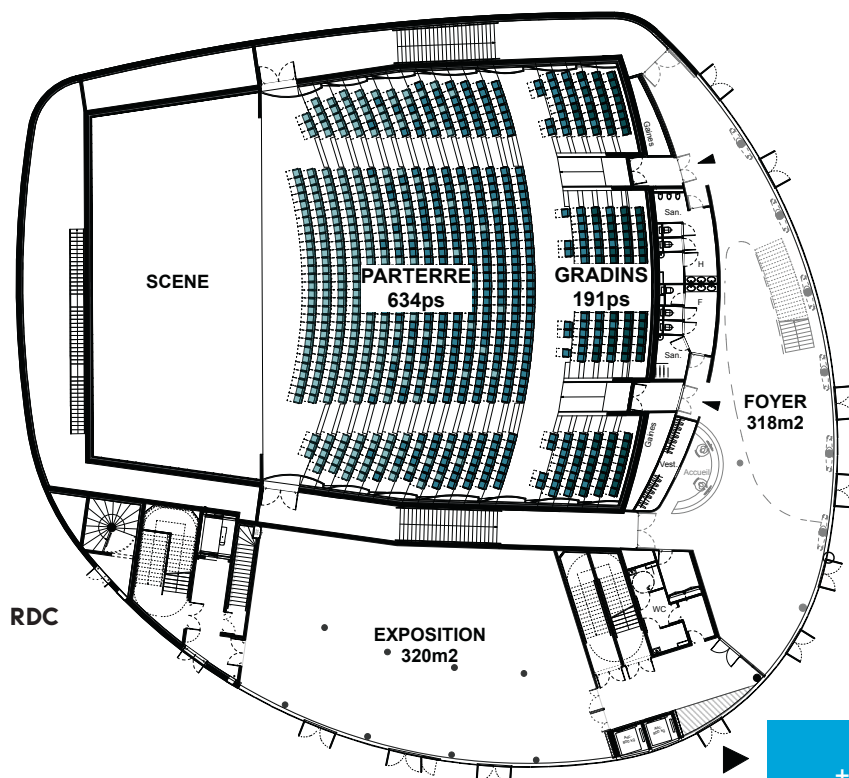 Gaines
San.
H
SCENE
PARTERRE
634ps
GRADINS
191ps
F
San.
FOYER
318m2
Gaines
Vest.
Accueil
RDC
EXPOSITION
320m2
WC
+